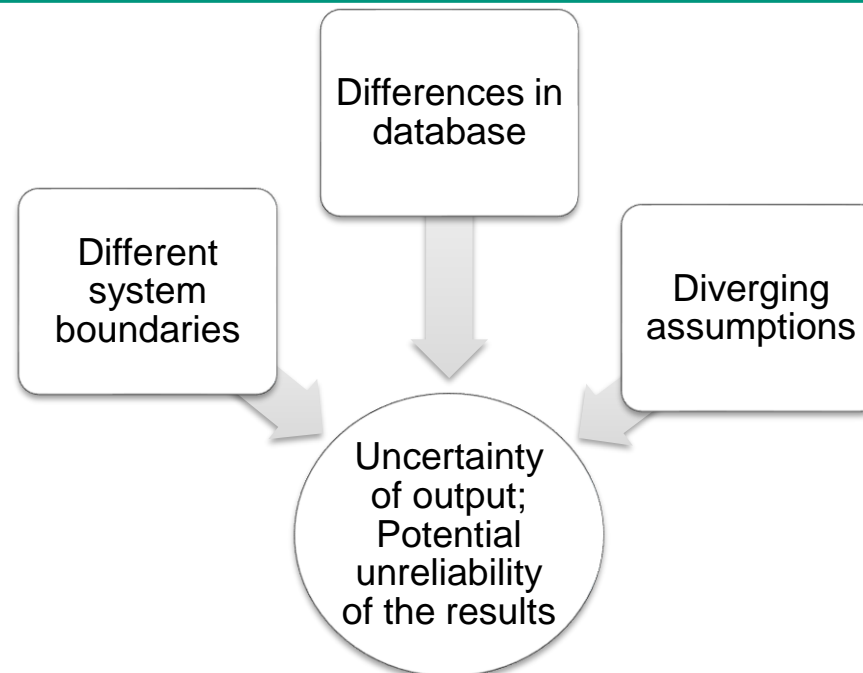 Differences in
database
Different
system
boundaries
Diverging
assumptions
Uncertainty
of output;
Potential
unreliability
of the results